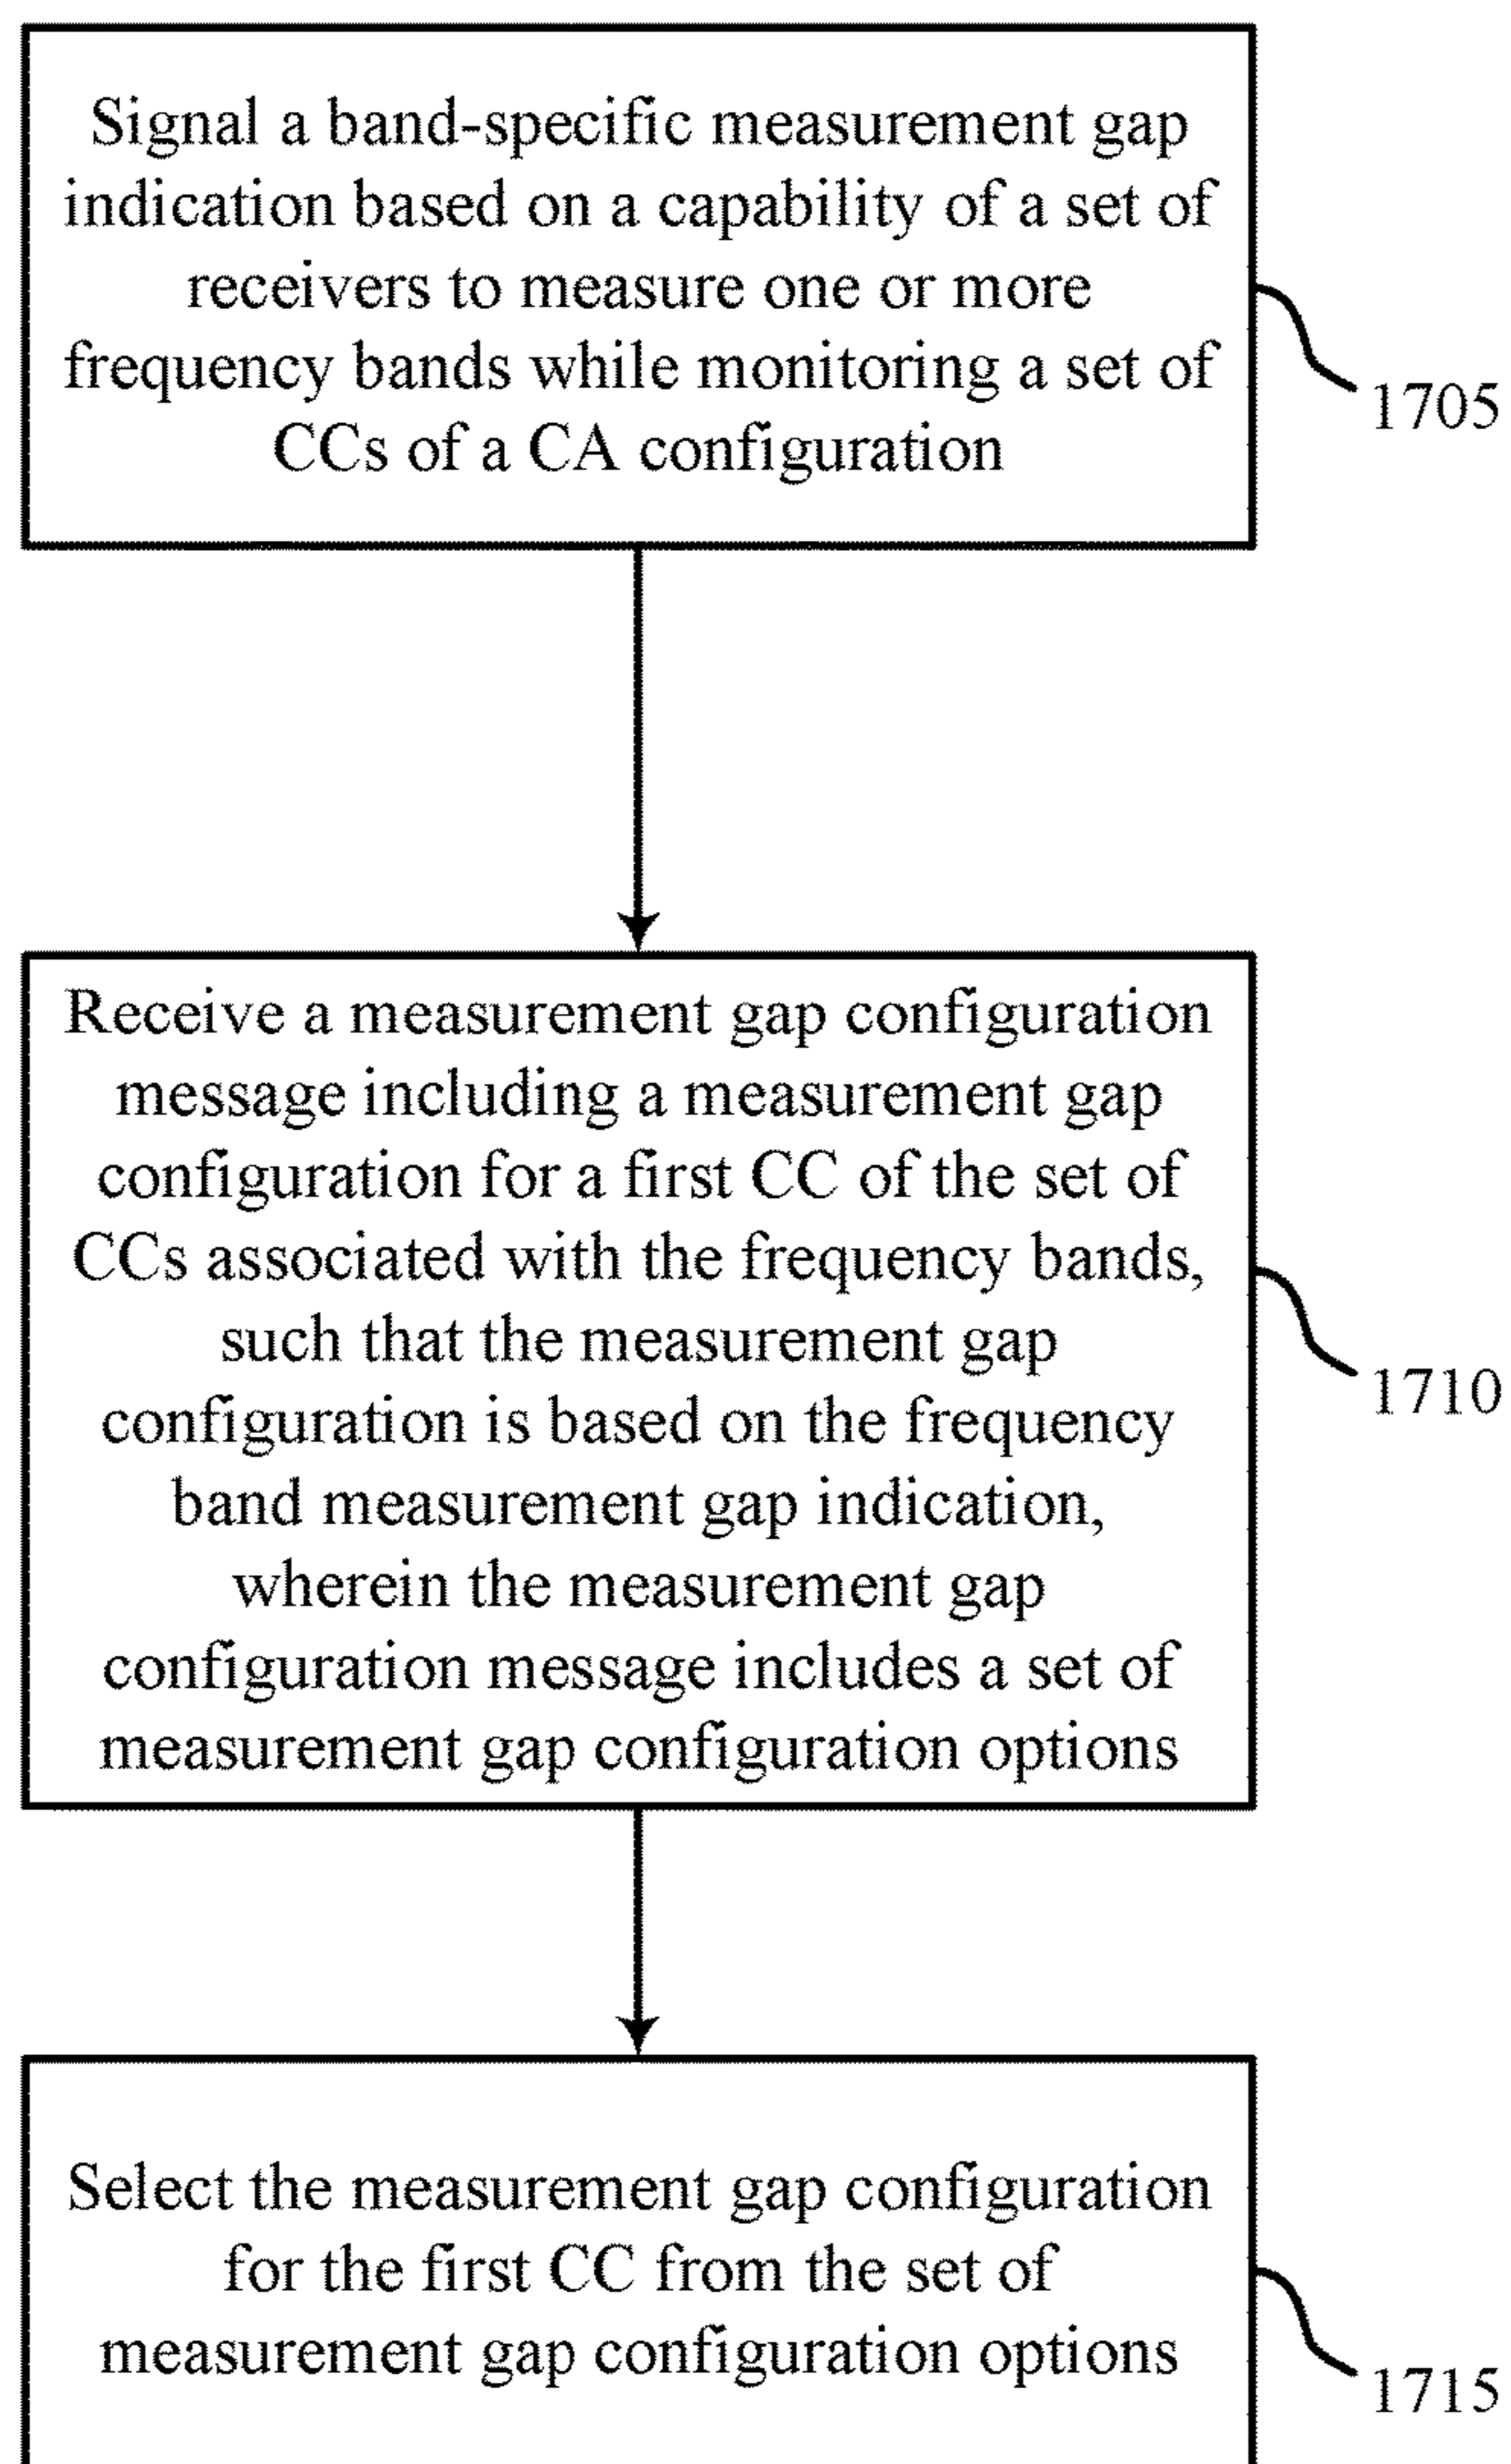 Signal a band-specific measurement gap
indication based on a capability of a set of
receivers to measure one or more
frequency bands while monitoring a set of
CCs of a CA configuration
1705
Receive a measurement gap configuration
message including a measurement gap
configuration for a first CC of the set of
CCs associated with the frequency bands,
such that the measurement gap
configuration is based on the frequency
band measurement gap indication,
wherein the measurement gap
configuration message includes a set of
measurement gap configuration options
1710
Select the measurement gap configuration
for the first CC from the set of
measurement gap configuration options
1715